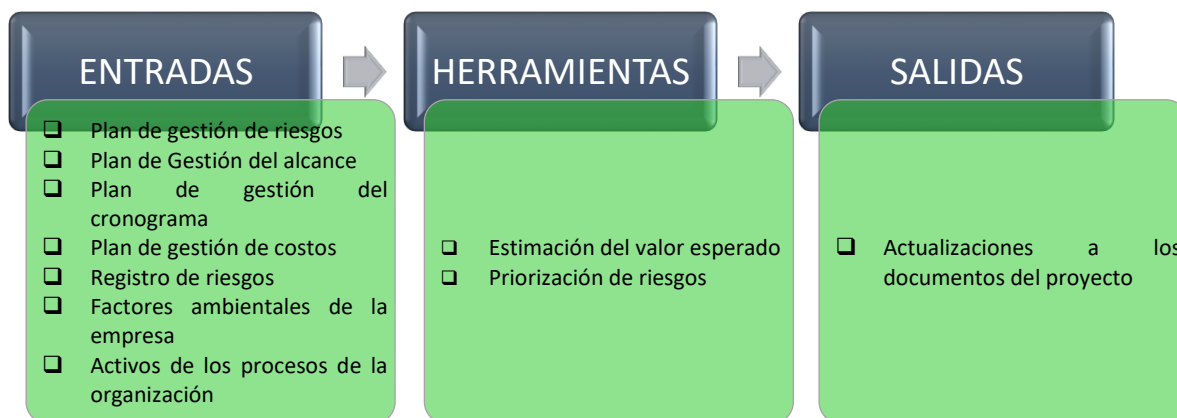 ENTRADAS
Plan de gestión de riesgos
Plan de Gestión del alcance
Plan de gestión del
cronograma
Plan de gestión de costos
Registro de riesgos
Factores ambientales de la
empresa
Activos de los procesos de la
organización
HERRAMIENTAS
Estimación del valor esperado
Priorización de riesgos
SALIDAS
Actualizaciones a los
documentos del proyecto